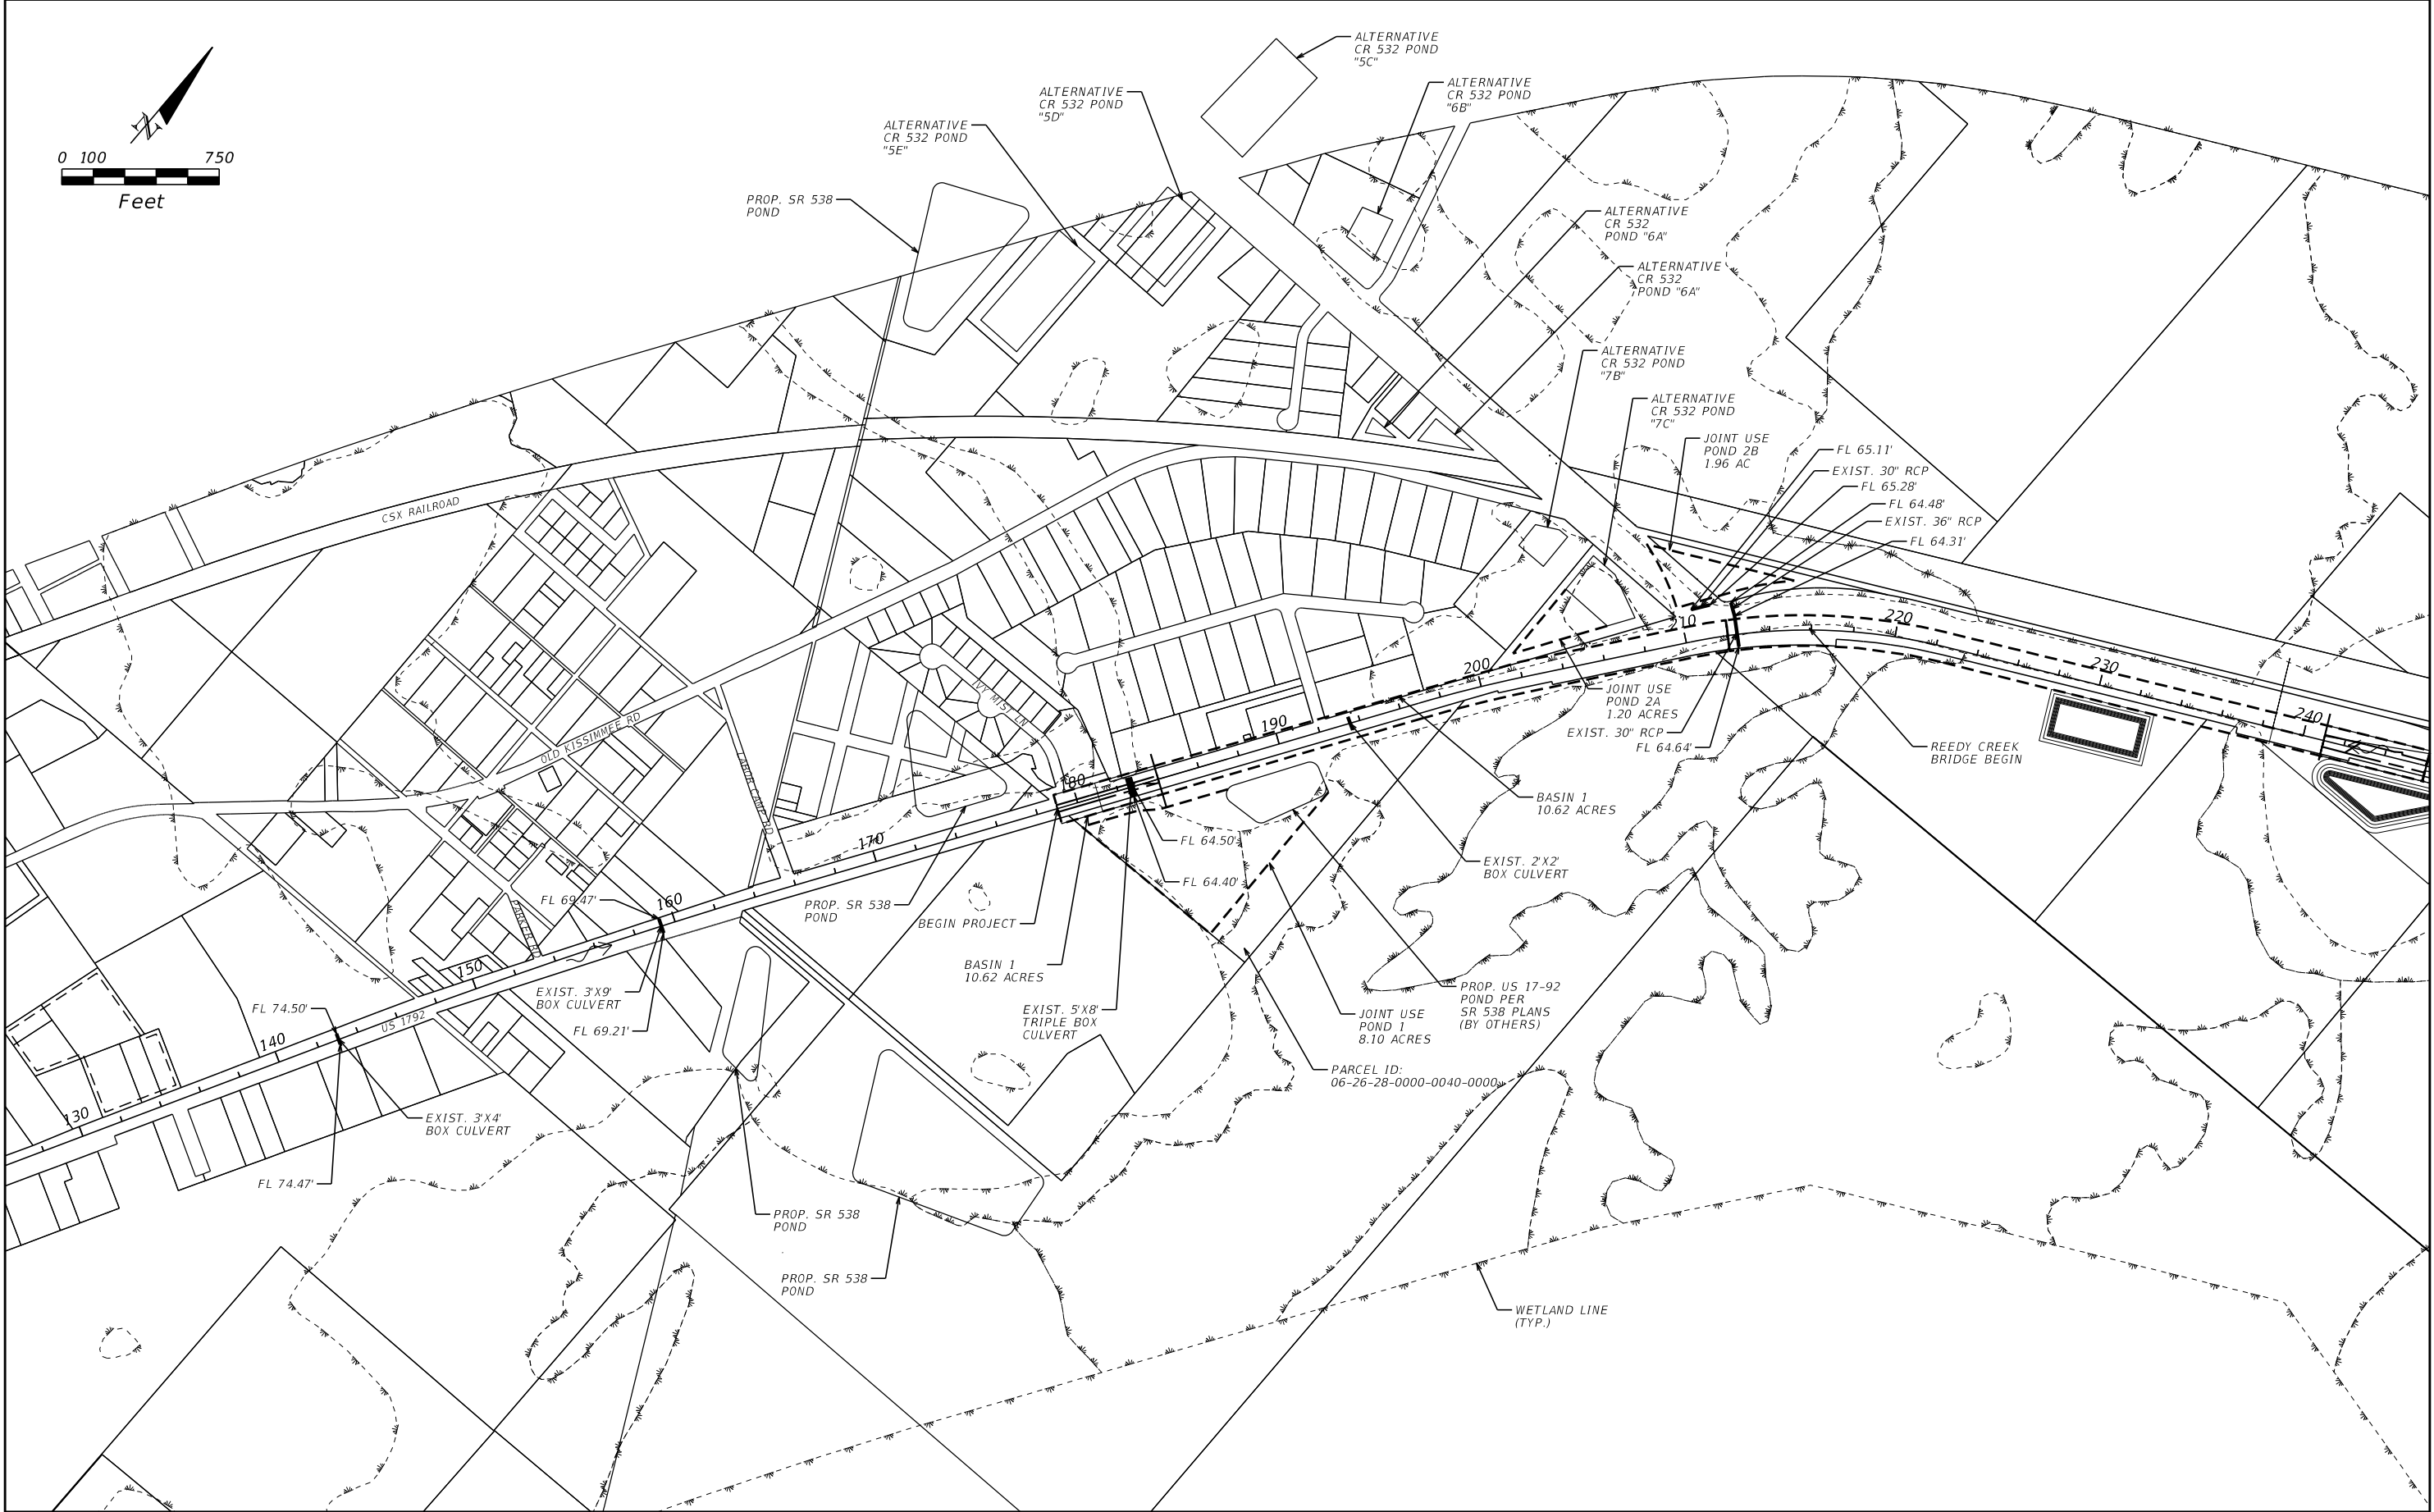 ALTERNATIVE
CR 532 POND
"5C"
ALTERNATIVE
CR 532 POND
"6B"
ALTERNATIVE
CR 532 POND
"5D"
ALTERNATIVE
CR 532 POND
"5E"
N
0 100 750
Feet
PROP. SR 538
POND
ALTERNATIVE
CR 532
POND "6A"
ALTERNATIVE
CR 532
POND "6A"
ALTERNATIVE
CR 532 POND
"7B"
ALTERNATIVE
CR 532 POND
"7C"
JOINT USE
POND 2B
1.96 AC
FL 65.11'
EXIST. 30" RCP
FL 65.28'
FL 64.48'
EXIST. 36" RCP
FL 64.31'
CSX RAILROAD
OLD KISSIMMEE RD
LABOR CAMP RD
IVY MIST LN
PARKER RD
US 1792
130
140
150
160
170
180
190
200
210
220
230
240
JOINT USE
POND 2A
1.20 ACRES
EXIST. 30" RCP
FL 64.64'
REEDY CREEK
BRIDGE BEGIN
BASIN 1
10.62 ACRES
EXIST. 2'X2'
BOX CULVERT
FL 64.50'
FL 64.40'
FL 69.47'
PROP. SR 538
POND
BEGIN PROJECT
BASIN 1
10.62 ACRES
EXIST. 3'X9'
BOX CULVERT
FL 69.21'
EXIST. 5'X8'
TRIPLE BOX
CULVERT
PROP. US 17-92
POND PER
SR 538 PLANS
(BY OTHERS)
JOINT USE
POND 1
8.10 ACRES
PARCEL ID:
06-26-28-0000-0040-0000
FL 74.50'
EXIST. 3'X4'
BOX CULVERT
FL 74.47'
PROP. SR 538
POND
PROP. SR 538
POND
WETLAND LINE
(TYP.)